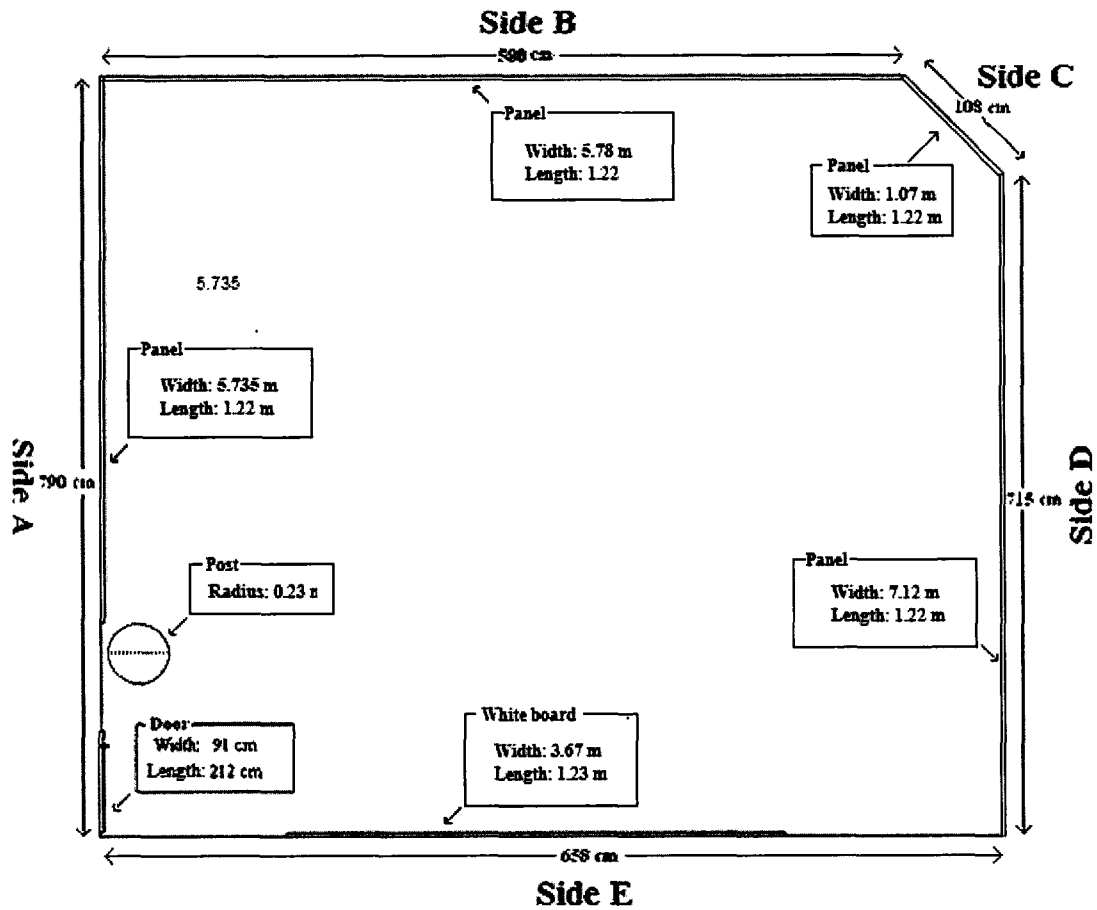 Side B
580 cm
Side C
108 cm
Panel
Width: 5.78 m
Length: 1.22
Panel
Width: 1.07 m
Length: 1.22 m
5.735
Panel
Width: 5.735 m
Length: 1.22 m
Side A
790 cm
Side D
715 cm
Post
Radius: 0.23
Panel
Width: 7.12 m
Length: 1.22 m
Door
Width: 91 cm
Length: 212 cm
White board
Width: 3.67 m
Length: 1.23 m
658 cm
Side E